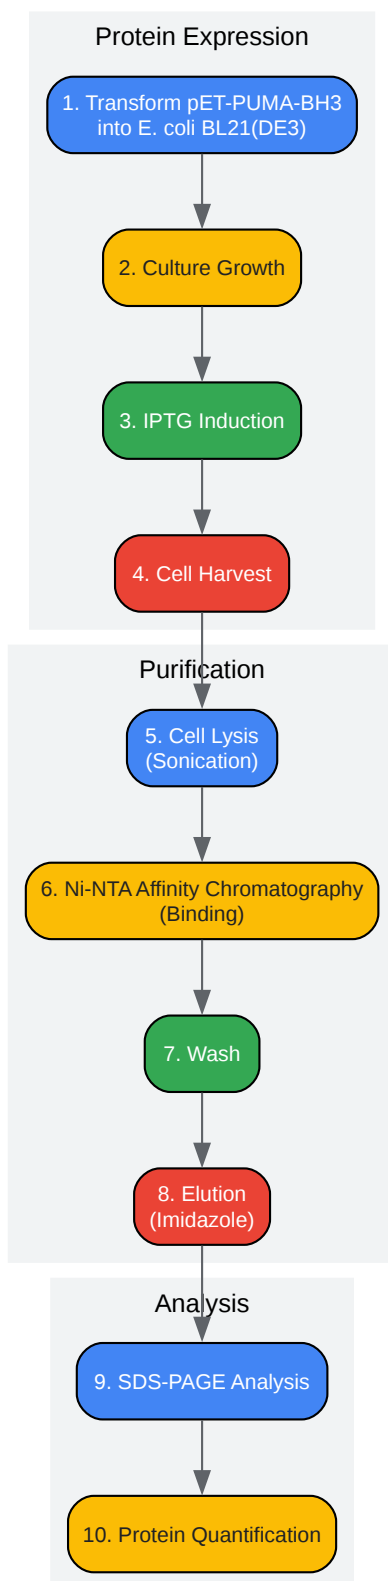 Protein Expression
1. Transform pET-PUMA-BH3
into E. coli BL21(DE3)
2. Culture Growth
3. IPTG Induction
4. Cell Harvest
Purification
5. Cell Lysis
(Sonication)
6. Ni-NTA Affinity Chromatography
(Binding)
7. Wash
8. Elution
(Imidazole)
Analysis
9. SDS-PAGE Analysis
10. Protein Quantification